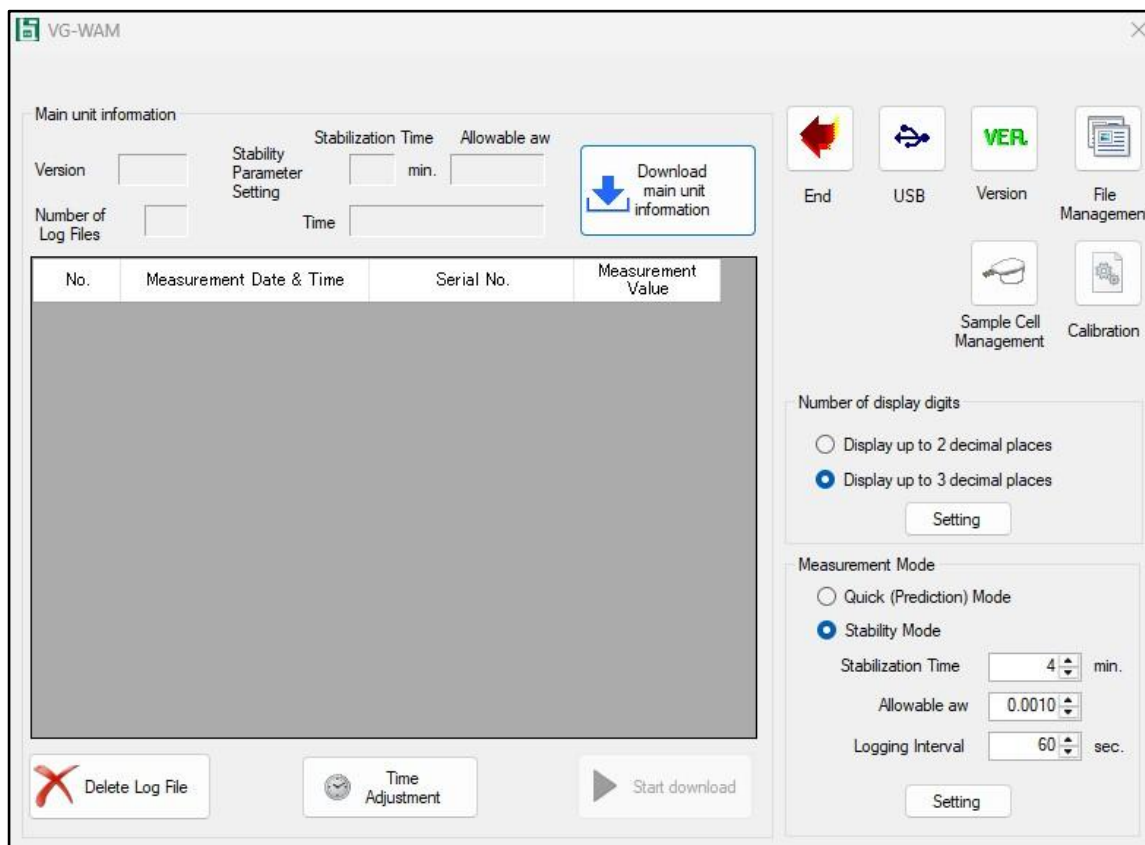 VG-WAM
Main unit information
Version
Stability
Parameter
Setting
Stabilization Time
min.
Allowable aw
Number of
Log Files
Time
Download
main unit
information
No.
Measurement Date & Time
Serial No.
Measurement
Value
Delete Log File
Time
Adjustment
Start download
End
USB
VER.
Version
File
Managemen
Sample Cell
Management
Calibration
Number of display digits
Display up to 2 decimal places
Display up to 3 decimal places
Setting
Measurement Mode
Quick (Prediction) Mode
Stability Mode
Stabilization Time 4 min.
Allowable aw 0.0010
Logging Interval 60 sec.
Setting